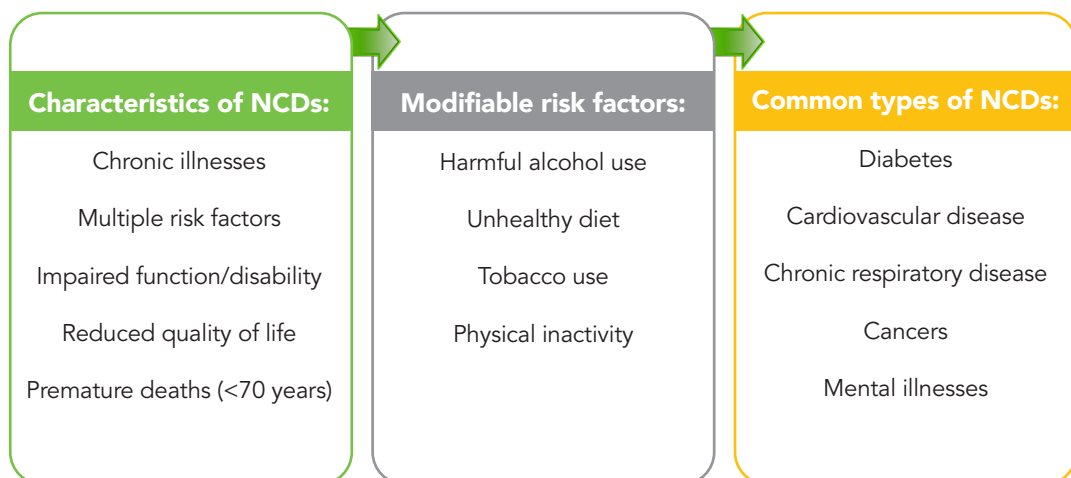 Characteristics of NCDs:
Chronic illnesses
Multiple risk factors
Impaired function/disability
Reduced quality of life
Premature deaths (<70 years)
Modifiable risk factors:
Harmful alcohol use
Unhealthy diet
Tobacco use
Physical inactivity
Common types of NCDs:
Diabetes
Cardiovascular disease
Chronic respiratory disease
Cancers
Mental illnesses